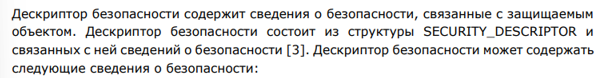 Дескриптор безопасности содержит сведения о безопасности, связанные с защищаемым
объектом. Дескриптор безопасности состоит из структуры SECURITY_DESCRIPTOR и
связанных с ней сведений о безопасности [3]. Дескриптор безопасности может содержать
следующие сведения о безопасности: